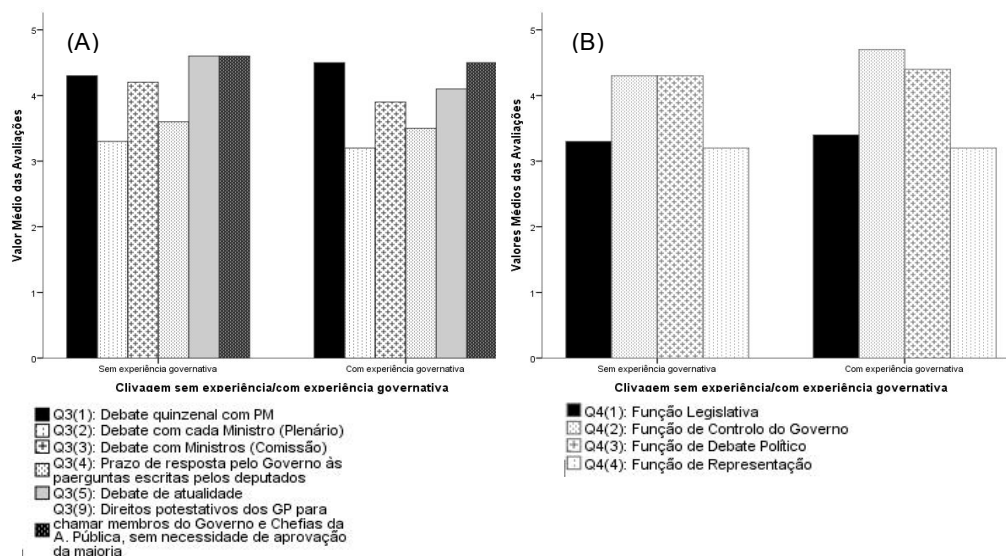 (A)
Valor Médio das Avaliações
5
4
3
2
1
0
Sem experiência governativa
Com experiência governativa
Clivagem sem experiência/com experiência governativa
Q3(1): Debate quinzenal com PM
Q3(2): Debate com cada Ministro (Plenário)
Q3(3): Debate com Ministros (Comissão)
Q3(4): Prazo de resposta pelo Governo às
paerguntas escritas pelos deputados
Q3(5): Debate de atualidade
Q3(9): Direitos potestativos dos GP para
chamar membros do Governo e Chefias da
A. Pública, sem necessidade de aprovação
da maioria
(B)
Valores Médios das Avaliações
5
4
3
2
1
0
Sem experiência governativa
Com experiência governativa
Clivagem sem experiência/com experiência governativa
Q4(1): Função Legislativa
Q4(2): Função de Controlo do Governo
Q4(3): Função de Debate Político
Q4(4): Função de Representação